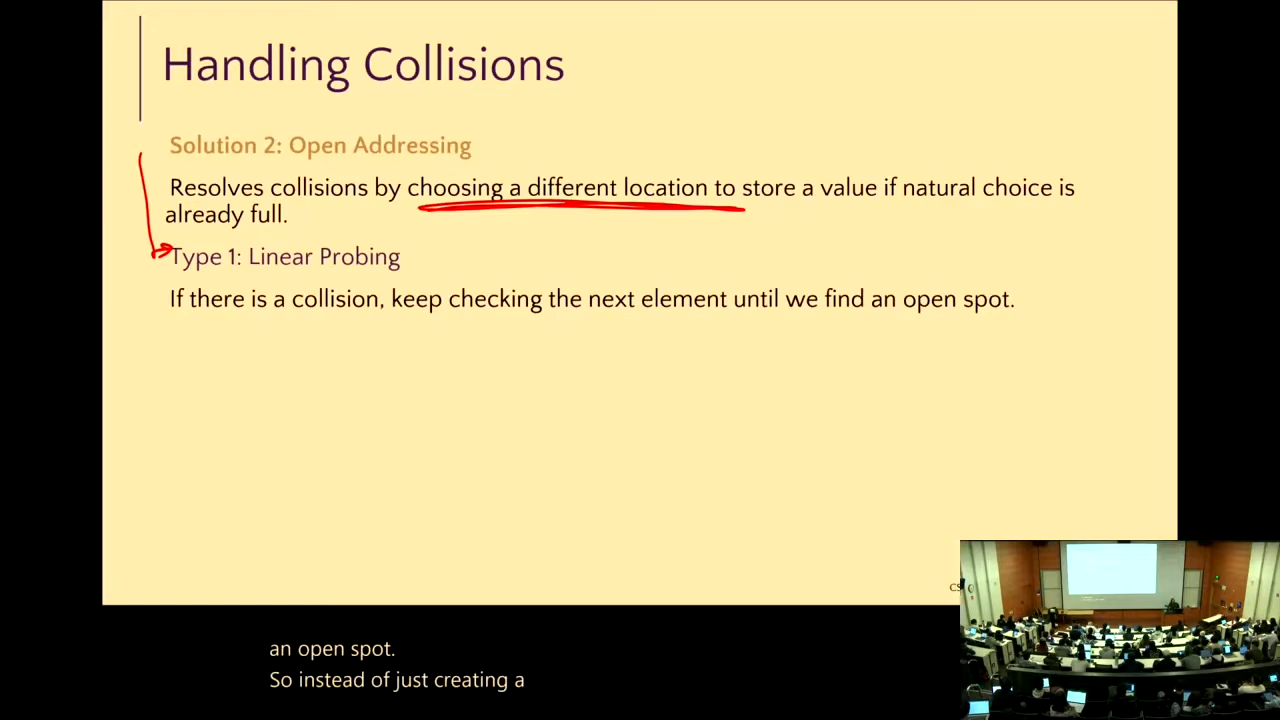 Handling Collisions
Solution 2: Open Addressing
Resolves collisions by choosing a different location to store a value if natural choice is
already full.
Type 1: Linear Probing
If there is a collision, keep checking the next element until we find an open spot.
an open spot.
So instead of just creating a